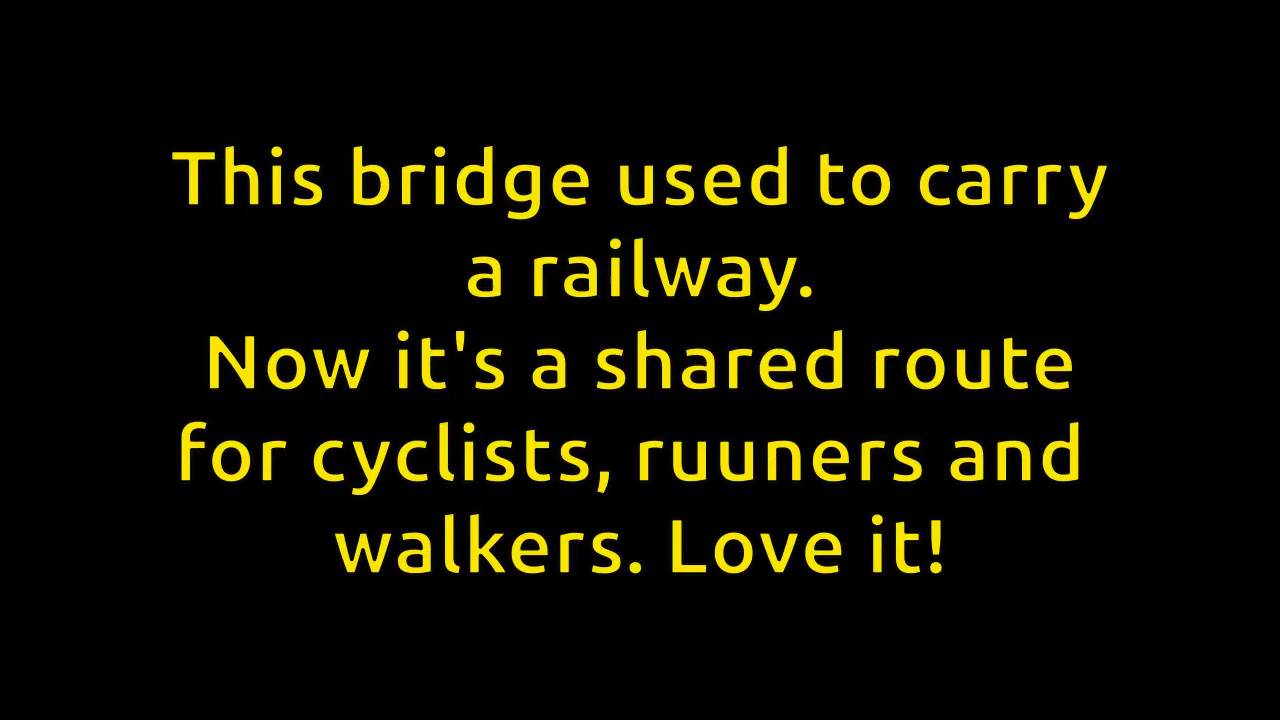 This bridge used to carry
a railway.
Now it's a shared route
for cyclists, ruuners and
walkers. Love it!